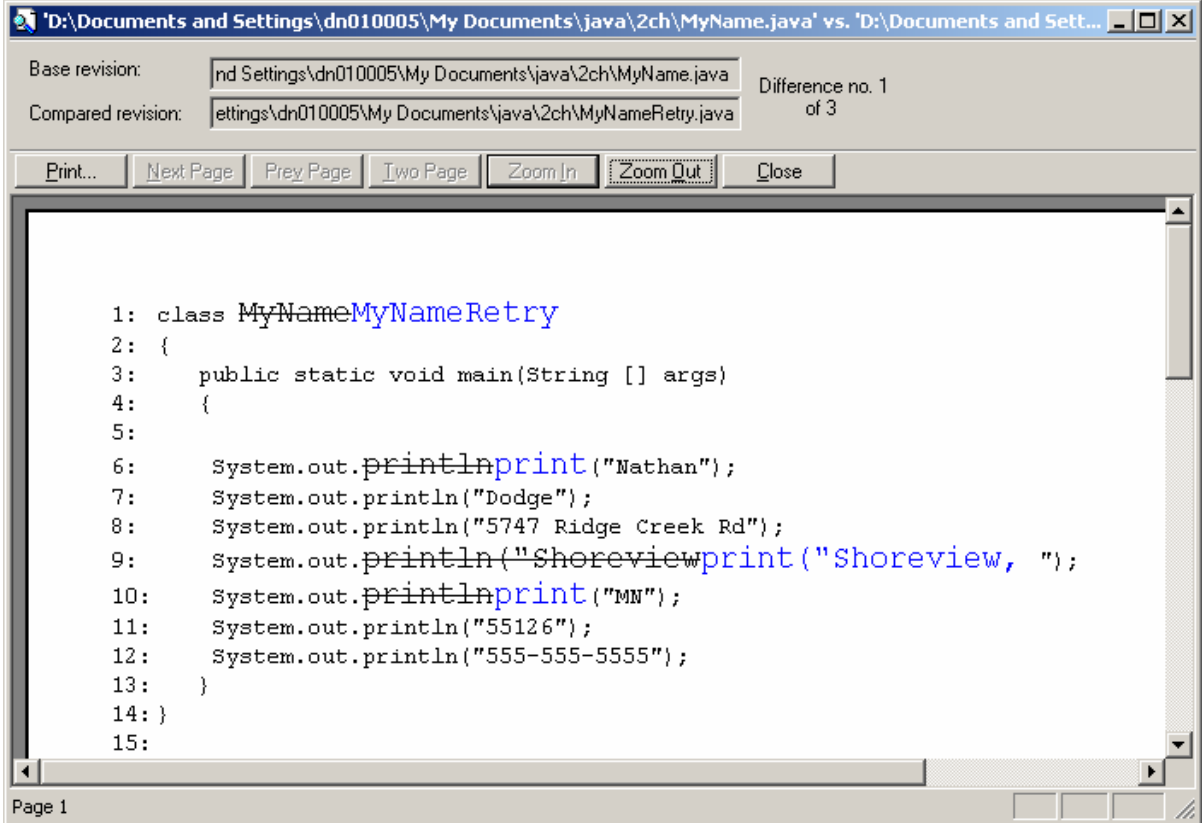 'D:\Documents and Settings\dn010005\My Documents\java\2ch\MyName.java' vs. 'D:\Documents and Sett...
Base revision: nd Settings\dn010005\My Documents\java\2ch\MyName.java
Difference no. 1
of 3
Compared revision: ettings\dn010005\My Documents\java\2ch\MyNameRetry.java
Print... Next Page Prev Page Two Page Zoom In Zoom Out Close
1: class MyNameMyNameRetry
2: {
3: public static void main(String [] args)
4: {
5:
6: System.out.printlnprint("Nathan");
7: System.out.println("Dodge");
8: System.out.println("5747 Ridge Creek Rd");
9: System.out.println("Shoreviewprint("Shoreview, ");
10: System.out.printlnprint("MN");
11: System.out.println("55126");
12: System.out.println("555-555-5555");
13: }
14: }
15:
Page 1